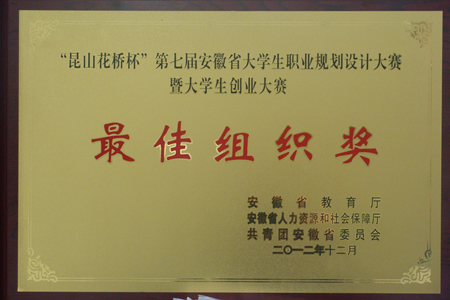 “昆山花桥杯”第七届安徽省大学生职业规划设计大赛
暨大学生创业大赛
最佳组织奖
安徽省教育厅
安徽省人力资源和社会保障厅
共青团安徽省委员会
二〇一二年十二月